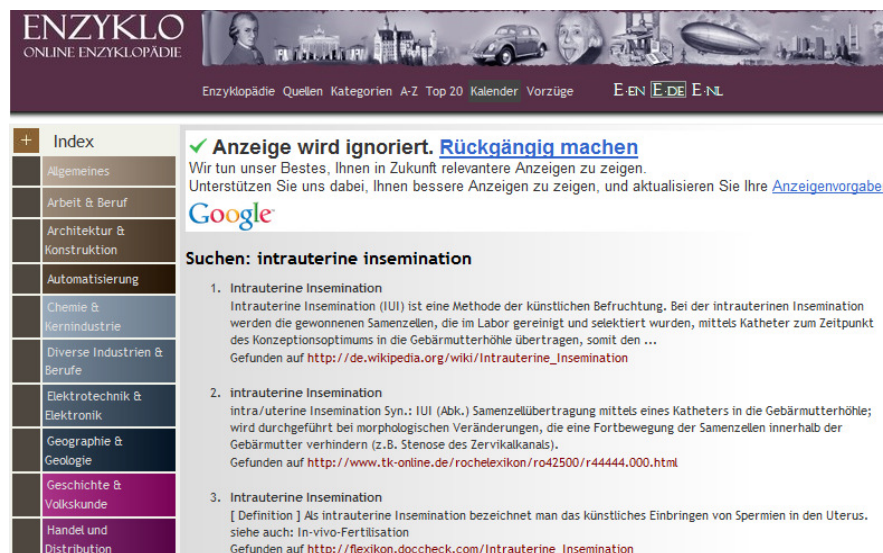 ENZYKLO
ONLINE ENZYKLOPÄDIE
Enzyklopädie Quellen Kategorien A-Z Top 20 Kalender Vorzüge E-EN E-DE E-NL
+ Index
Allgemeines
Arbeit & Beruf
Architektur &
Konstruktion
Automatisierung
Chemie &
Kernindustrie
Diverse Industrien &
Berufe
Elektrotechnik &
Elektronik
Geographie &
Geologie
Geschichte &
Volkskunde
Handel und
Distribution
✓ Anzeige wird ignoriert. Rückgängig machen
Wir tun unser Bestes, Ihnen in Zukunft relevantere Anzeigen zu zeigen.
Unterstützen Sie uns dabei, Ihnen bessere Anzeigen zu zeigen, und aktualisieren Sie Ihre Anzeigenvorgabe
Google
Suchen: intrauterine insemination
1. Intrauterine Insemination
Intrauterine Insemination (IUI) ist eine Methode der künstlichen Befruchtung. Bei der intrauterinen Insemination
werden die gewonnenen Samenzellen, die im Labor gereinigt und selektiert wurden, mittels Katheter zum Zeitpunkt
des Konzeptionsoptimums in die Gebärmutterhöhle übertragen, somit den ...
Gefunden auf http://de.wikipedia.org/wiki/Intrauterine_Insemination
2. intrauterine Insemination
intra/uterine Insemination Syn.: IUI (Abk.) Samenzellübertragung mittels eines Katheters in die Gebärmutterhöhle;
wird durchgeführt bei morphologischen Veränderungen, die eine Fortbewegung der Samenzellen innerhalb der
Gebärmutter verhindern (z.B. Stenose des Zervikalkanals).
Gefunden auf http://www.tk-online.de/rochelexikon/ro42500/r44444.000.html
3. Intrauterine Insemination
[ Definition ] Als intrauterine Insemination bezeichnet man das künstliches Einbringen von Spermien in den Uterus.
siehe auch: In-vivo-Fertilisation
Gefunden auf http://flexikon.doccheck.com/Intrauterine_Insemination